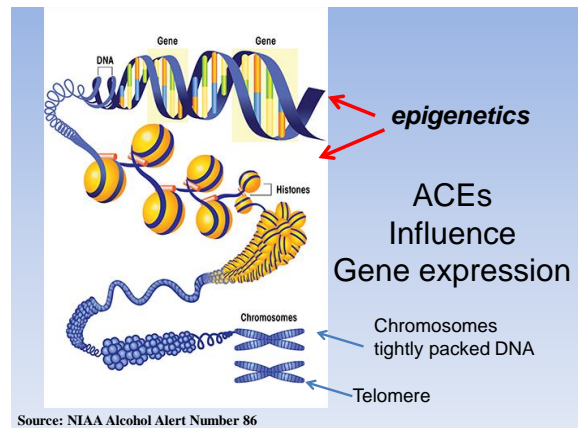 Gene
Gene
DNA
epigenetics
Histones
ACEs
Influence
Gene expression
Chromosomes
Chromosomes
tightly packed DNA
Telomere
Source: NIAA Alcohol Alert Number 86